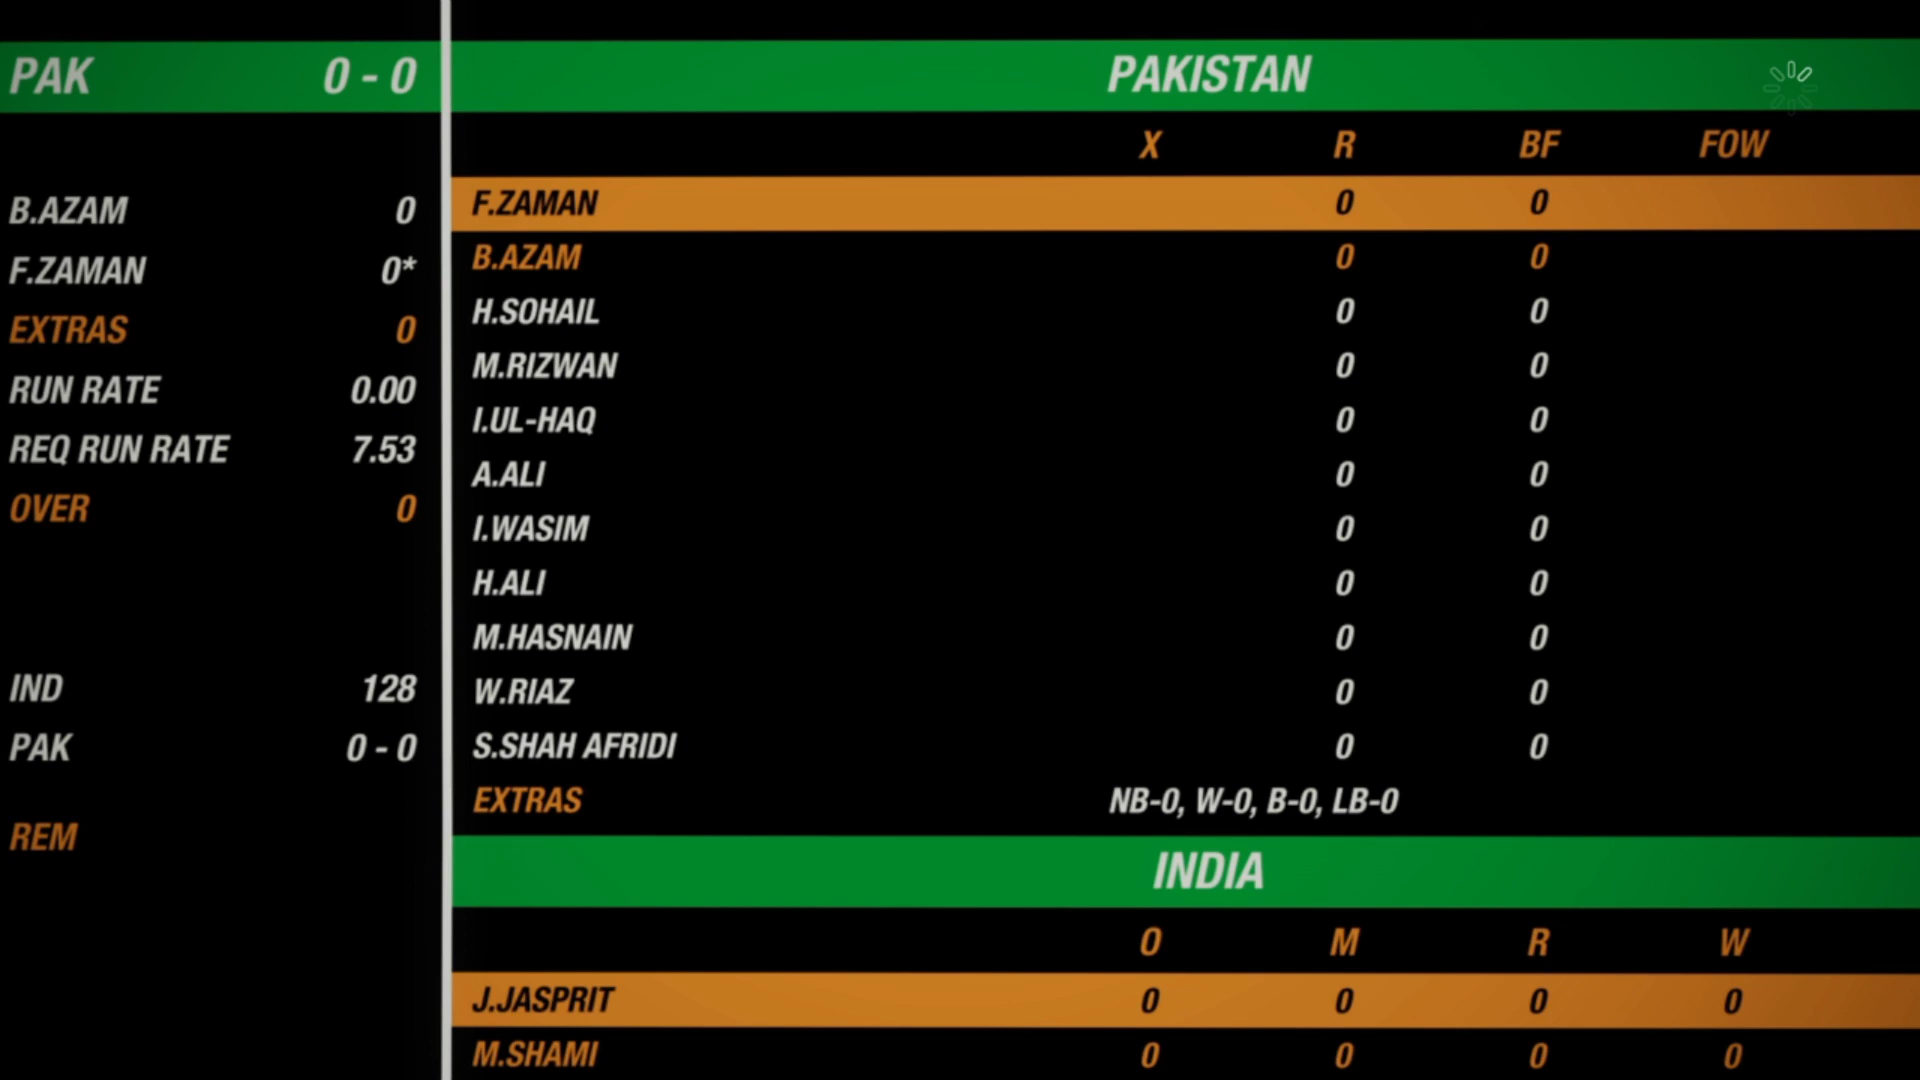 PAK 0 - 0
B.AZAM 0
F.ZAMAN 0*
EXTRAS 0
RUN RATE 0.00
REQ RUN RATE 7.53
OVER 0
IND 128
PAK 0 - 0
REM
PAKISTAN
X R BF FOW
F.ZAMAN 0 0
B.AZAM 0 0
H.SOHAIL 0 0
M.RIZWAN 0 0
I.UL-HAQ 0 0
A.ALI 0 0
I.WASIM 0 0
H.ALI 0 0
M.HASNAIN 0 0
W.RIAZ 0 0
S.SHAH AFRIDI 0 0
EXTRAS NB-0, W-0, B-0, LB-0
INDIA
O M R W
J.JASPRIT 0 0 0 0
M.SHAMI 0 0 0 0